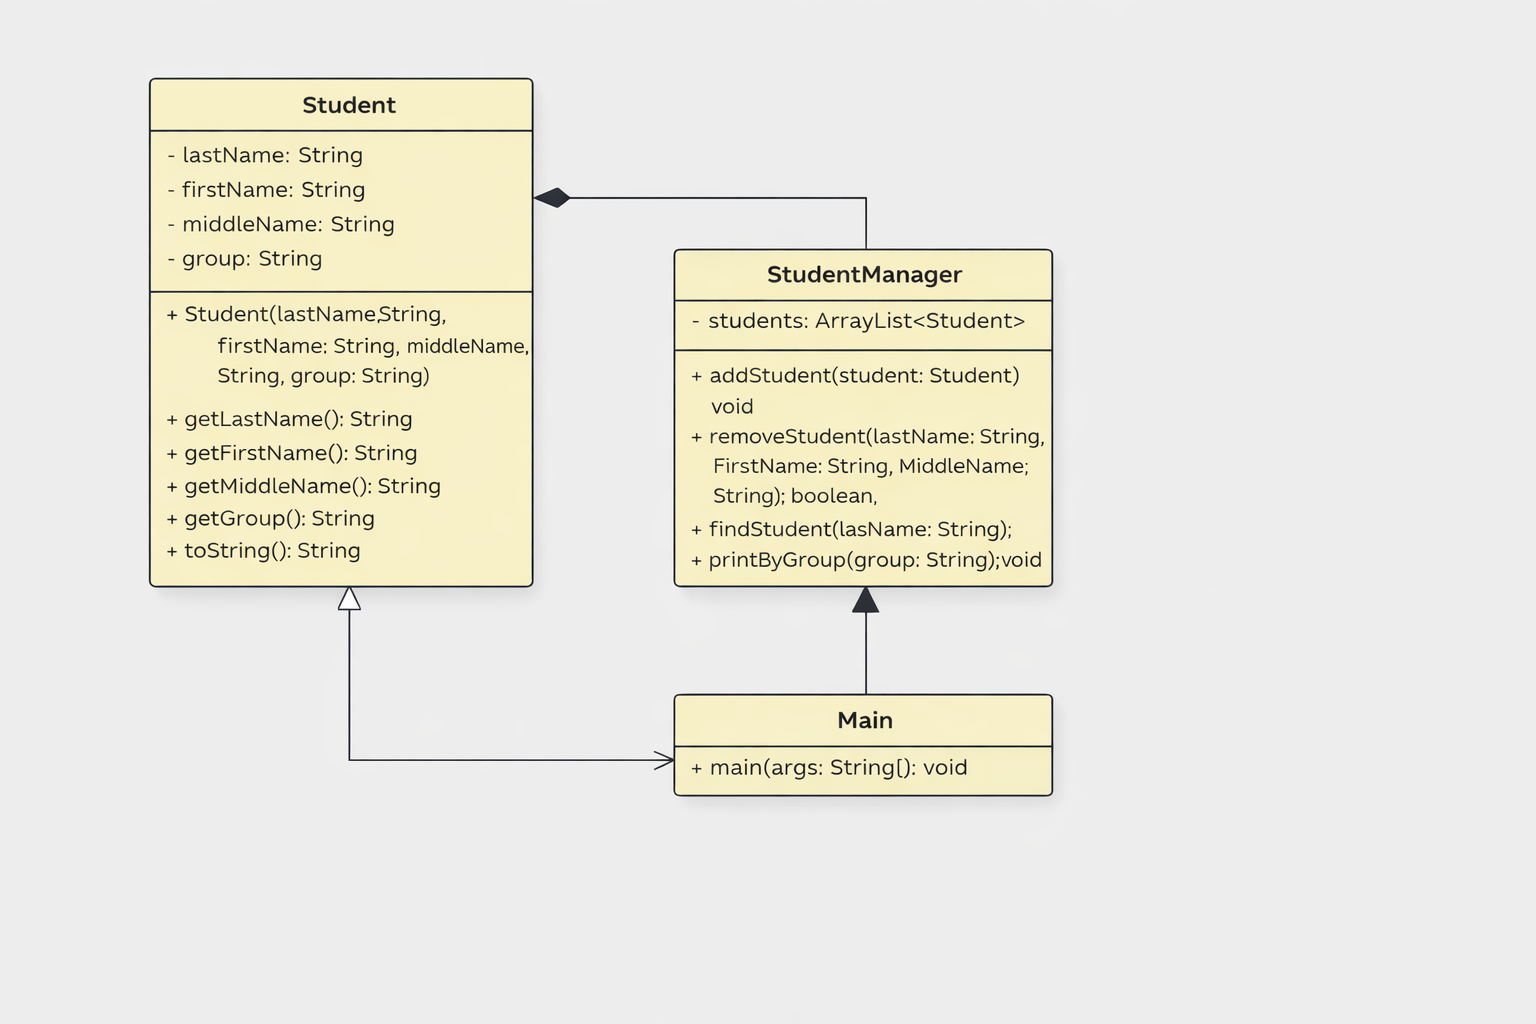 Student
- lastName: String
- firstName: String
- middleName: String
- group: String
+ Student(lastName,String,
firstName: String, middleName,
String, group: String)
+ getLastName(): String
+ getFirstName(): String
+ getMiddleName(): String
+ getGroup(): String
+ toString(): String
StudentManager
- students: ArrayList<Student>
+ addStudent(student: Student)
void
+ removeStudent(lastName: String,
FirstName: String, MiddleName;
String); boolean,
+ findStudent(lasName: String);
+ printByGroup(group: String);void
Main
+ main(args: String[): void